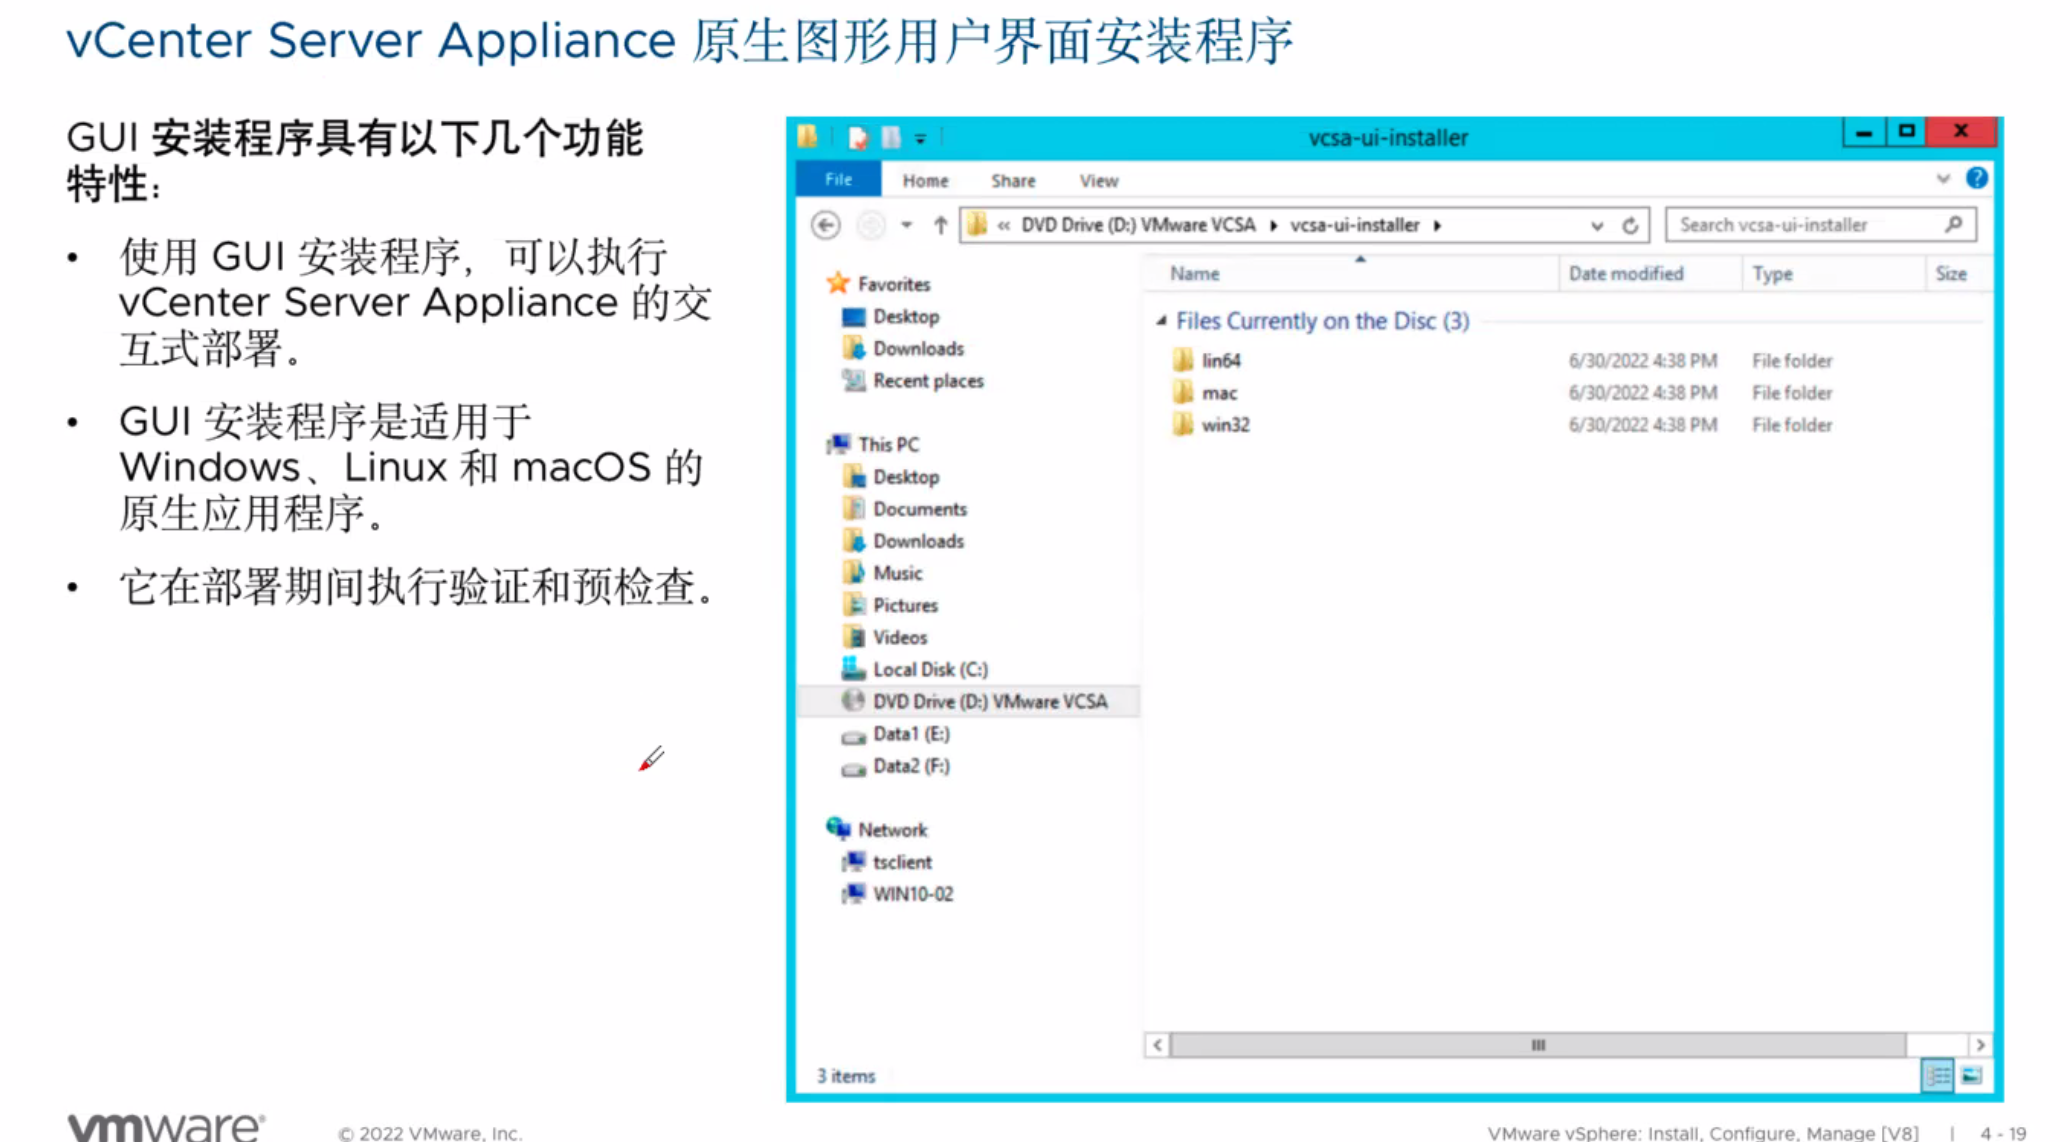 vCenter Server Appliance 原生图形用户界面安装程序
GUI 安装程序具有以下几个功能
特性：
• 使用 GUI 安装程序，可以执行
vCenter Server Appliance 的交
互式部署。
• GUI 安装程序是适用于
Windows、Linux 和 macOS 的
原生应用程序。
• 它在部署期间执行验证和预检查。
vcsa-ui-installer
File Home Share View
« DVD Drive (D:) VMware VCSA ▸ vcsa-ui-installer ▸ Search vcsa-ui-installer
Name Date modified Type Size
Files Currently on the Disc (3)
lin64 6/30/2022 4:38 PM File folder
mac 6/30/2022 4:38 PM File folder
win32 6/30/2022 4:38 PM File folder
Favorites
Desktop
Downloads
Recent places
This PC
Desktop
Documents
Downloads
Music
Pictures
Videos
Local Disk (C:)
DVD Drive (D:) VMware VCSA
Data1 (E:)
Data2 (F:)
Network
tsclient
WIN10-02
3 items
vmware®
© 2022 VMware, Inc.
VMware vSphere: Install, Configure, Manage [V8] | 4 - 19